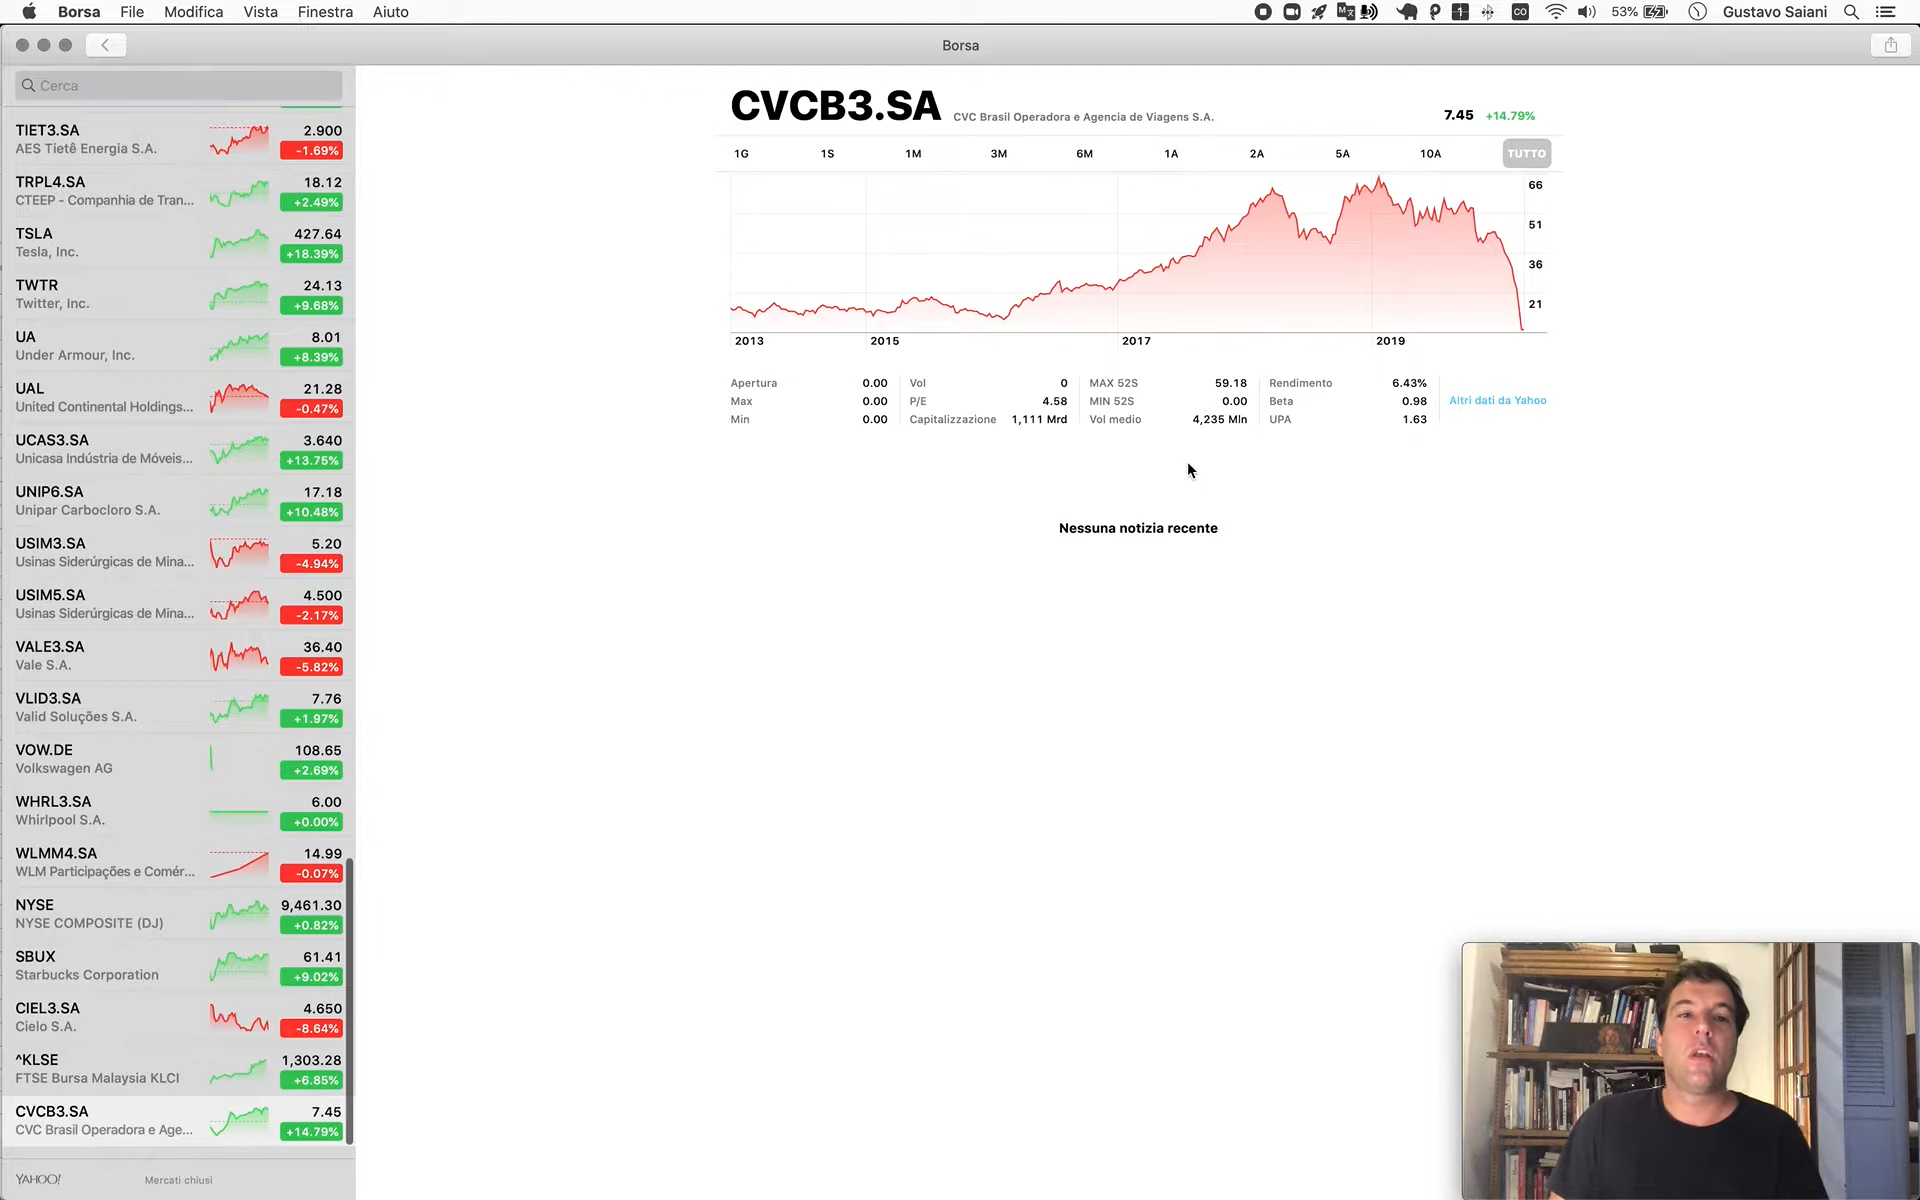 Borsa File Modifica Vista Finestra Aiuto 1 CO 53% Gustavo Saiani
Borsa
Cerca
TIET3.SA 2.900
AES Tietê Energia S.A. -1.69%
TRPL4.SA 18.12
CTEEP - Companhia de Tran... +2.49%
TSLA 427.64
Tesla, Inc. +18.39%
TWTR 24.13
Twitter, Inc. +9.68%
UA 8.01
Under Armour, Inc. +8.39%
UAL 21.28
United Continental Holdings... -0.47%
UCAS3.SA 3.640
Unicasa Indústria de Móveis... +13.75%
UNIP6.SA 17.18
Unipar Carbocloro S.A. +10.48%
USIM3.SA 5.20
Usinas Siderúrgicas de Mina... -4.94%
USIM5.SA 4.500
Usinas Siderúrgicas de Mina... -2.17%
VALE3.SA 36.40
Vale S.A. -5.82%
VLID3.SA 7.76
Valid Soluções S.A. +1.97%
VOW.DE 108.65
Volkswagen AG +2.69%
WHRL3.SA 6.00
Whirlpool S.A. +0.00%
WLMM4.SA 14.99
WLM Participações e Comér... -0.07%
NYSE 9,461.30
NYSE COMPOSITE (DJ) +0.82%
SBUX 61.41
Starbucks Corporation +9.02%
CIEL3.SA 4.650
Cielo S.A. -8.64%
^KLSE 1,303.28
FTSE Bursa Malaysia KLCI +6.85%
CVCB3.SA 7.45
CVC Brasil Operadora e Age... +14.79%
YAHOO! Mercati chiusi
CVCB3.SA CVC Brasil Operadora e Agencia de Viagens S.A. 7.45 +14.79%
1G 1S 1M 3M 6M 1A 2A 5A 10A TUTTO
66
51
36
21
2013 2015 2017 2019
Apertura 0.00 Vol 0 MAX 52S 59.18 Rendimento 6.43%
Max 0.00 P/E 4.58 MIN 52S 0.00 Beta 0.98 Altri dati da Yahoo
Min 0.00 Capitalizzazione 1,111 Mrd Vol medio 4,235 Mln UPA 1.63
Nessuna notizia recente